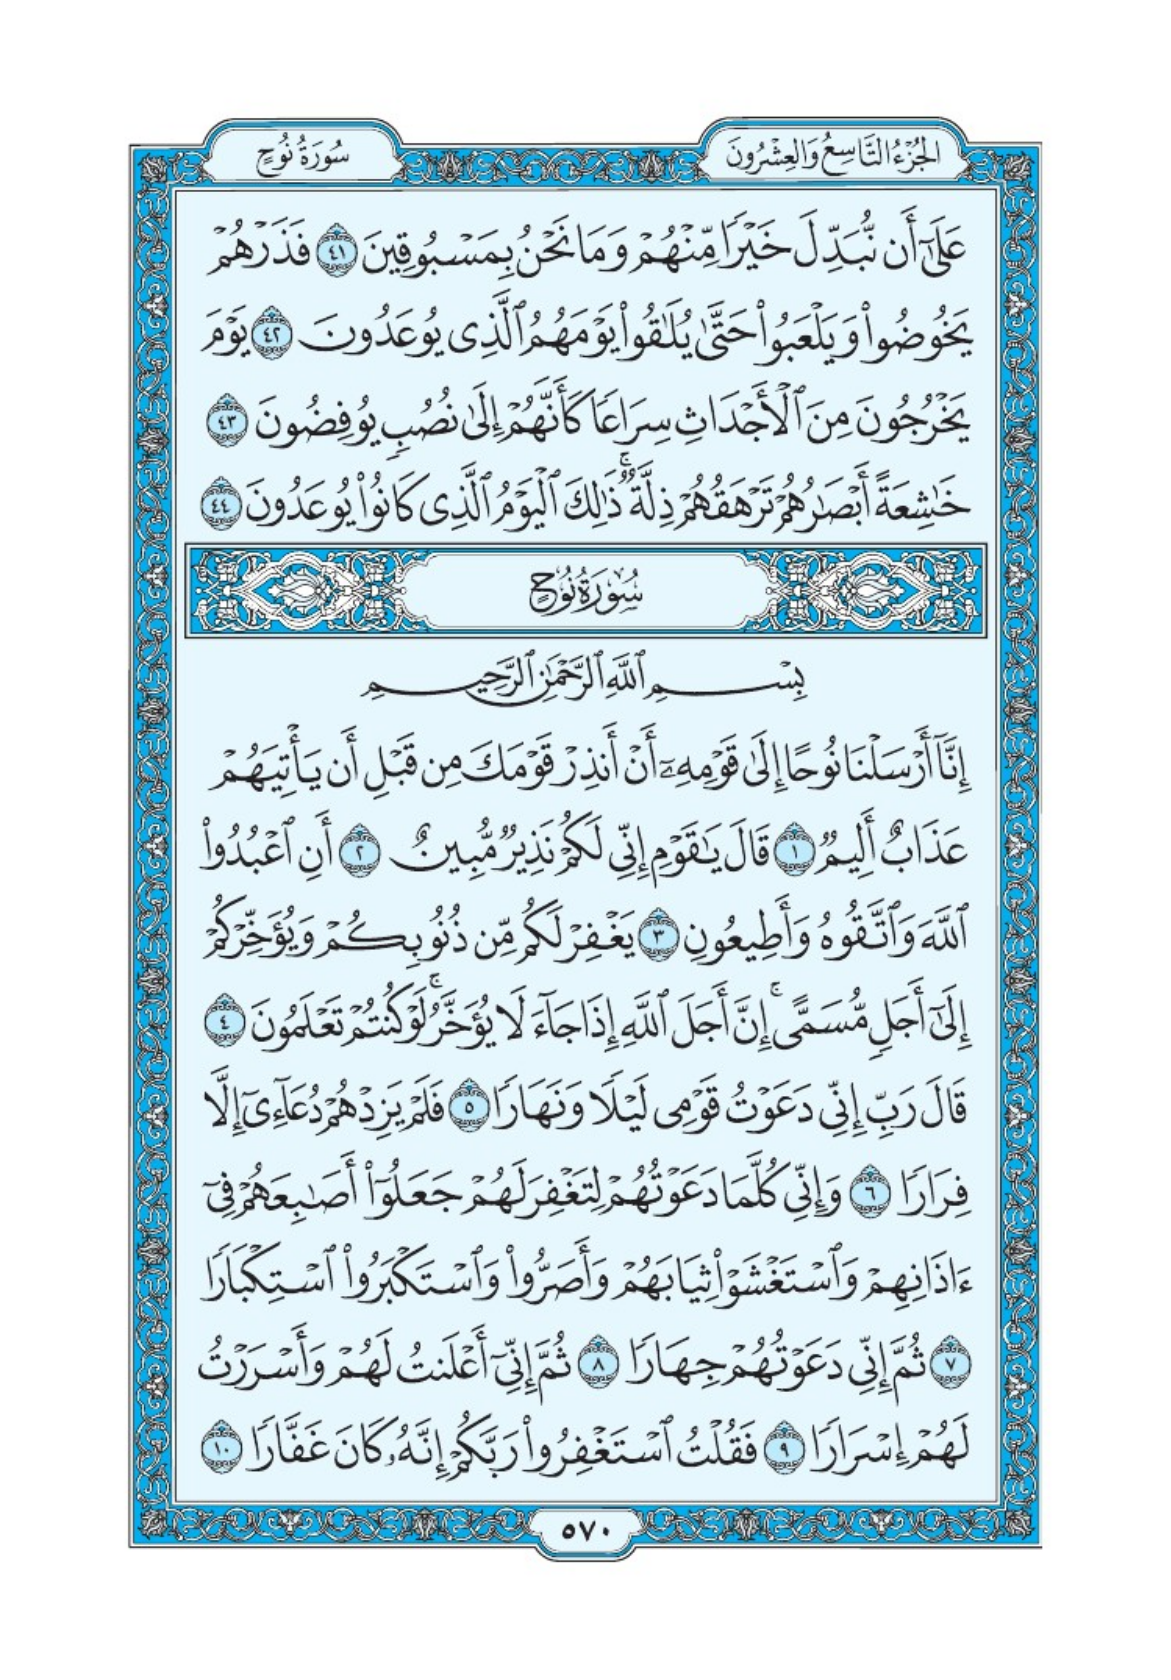 الجُزْءُ التَّاسِعُ وَالعِشْرُونَ
سُورَةُ نُوحٍ
عَلَىٰٓ أَن نُّبَدِّلَ خَيْرًا مِّنْهُمْ وَمَا نَحْنُ بِمَسْبُوقِينَ ٤١ فَذَرْهُمْ
يَخُوضُوا۟ وَيَلْعَبُوا۟ حَتَّىٰ يُلَـٰقُوا۟ يَوْمَهُمُ ٱلَّذِى يُوعَدُونَ ٤٢ يَوْمَ
يَخْرُجُونَ مِنَ ٱلْأَجْدَاثِ سِرَاعًا كَأَنَّهُمْ إِلَىٰ نُصُبٍ يُوفِضُونَ ٤٣
خَـٰشِعَةً أَبْصَـٰرُهُمْ تَرْهَقُهُمْ ذِلَّةٌ ۚ ذَٰلِكَ ٱلْيَوْمُ ٱلَّذِى كَانُوا۟ يُوعَدُونَ ٤٤
سُورَةُ نُوحٍ
بِسْمِ ٱللَّهِ ٱلرَّحْمَـٰنِ ٱلرَّحِيمِ
إِنَّآ أَرْسَلْنَا نُوحًا إِلَىٰ قَوْمِهِۦٓ أَنْ أَنذِرْ قَوْمَكَ مِن قَبْلِ أَن يَأْتِيَهُمْ
عَذَابٌ أَلِيمٌ ١ قَالَ يَـٰقَوْمِ إِنِّى لَكُمْ نَذِيرٌ مُّبِينٌ ٢ أَنِ ٱعْبُدُوا۟
ٱللَّهَ وَٱتَّقُوهُ وَأَطِيعُونِ ٣ يَغْفِرْ لَكُم مِّن ذُنُوبِكُمْ وَيُؤَخِّرْكُمْ
إِلَىٰٓ أَجَلٍ مُّسَمًّى ۚ إِنَّ أَجَلَ ٱللَّهِ إِذَا جَآءَ لَا يُؤَخَّرُ ۖ لَوْ كُنتُمْ تَعْلَمُونَ ٤
قَالَ رَبِّ إِنِّى دَعَوْتُ قَوْمِى لَيْلًا وَنَهَارًا ٥ فَلَمْ يَزِدْهُمْ دُعَآءِىٓ إِلَّا
فِرَارًا ٦ وَإِنِّى كُلَّمَا دَعَوْتُهُمْ لِتَغْفِرَ لَهُمْ جَعَلُوٓا۟ أَصَـٰبِعَهُمْ فِىٓ
ءَاذَانِهِمْ وَٱسْتَغْشَوْا۟ ثِيَابَهُمْ وَأَصَرُّوا۟ وَٱسْتَكْبَرُوا۟ ٱسْتِكْبَارًا
٧ ثُمَّ إِنِّى دَعَوْتُهُمْ جِهَارًا ٨ ثُمَّ إِنِّىٓ أَعْلَنتُ لَهُمْ وَأَسْرَرْتُ
لَهُمْ إِسْرَارًا ٩ فَقُلْتُ ٱسْتَغْفِرُوا۟ رَبَّكُمْ إِنَّهُۥ كَانَ غَفَّارًا ١٠
٥٧٠